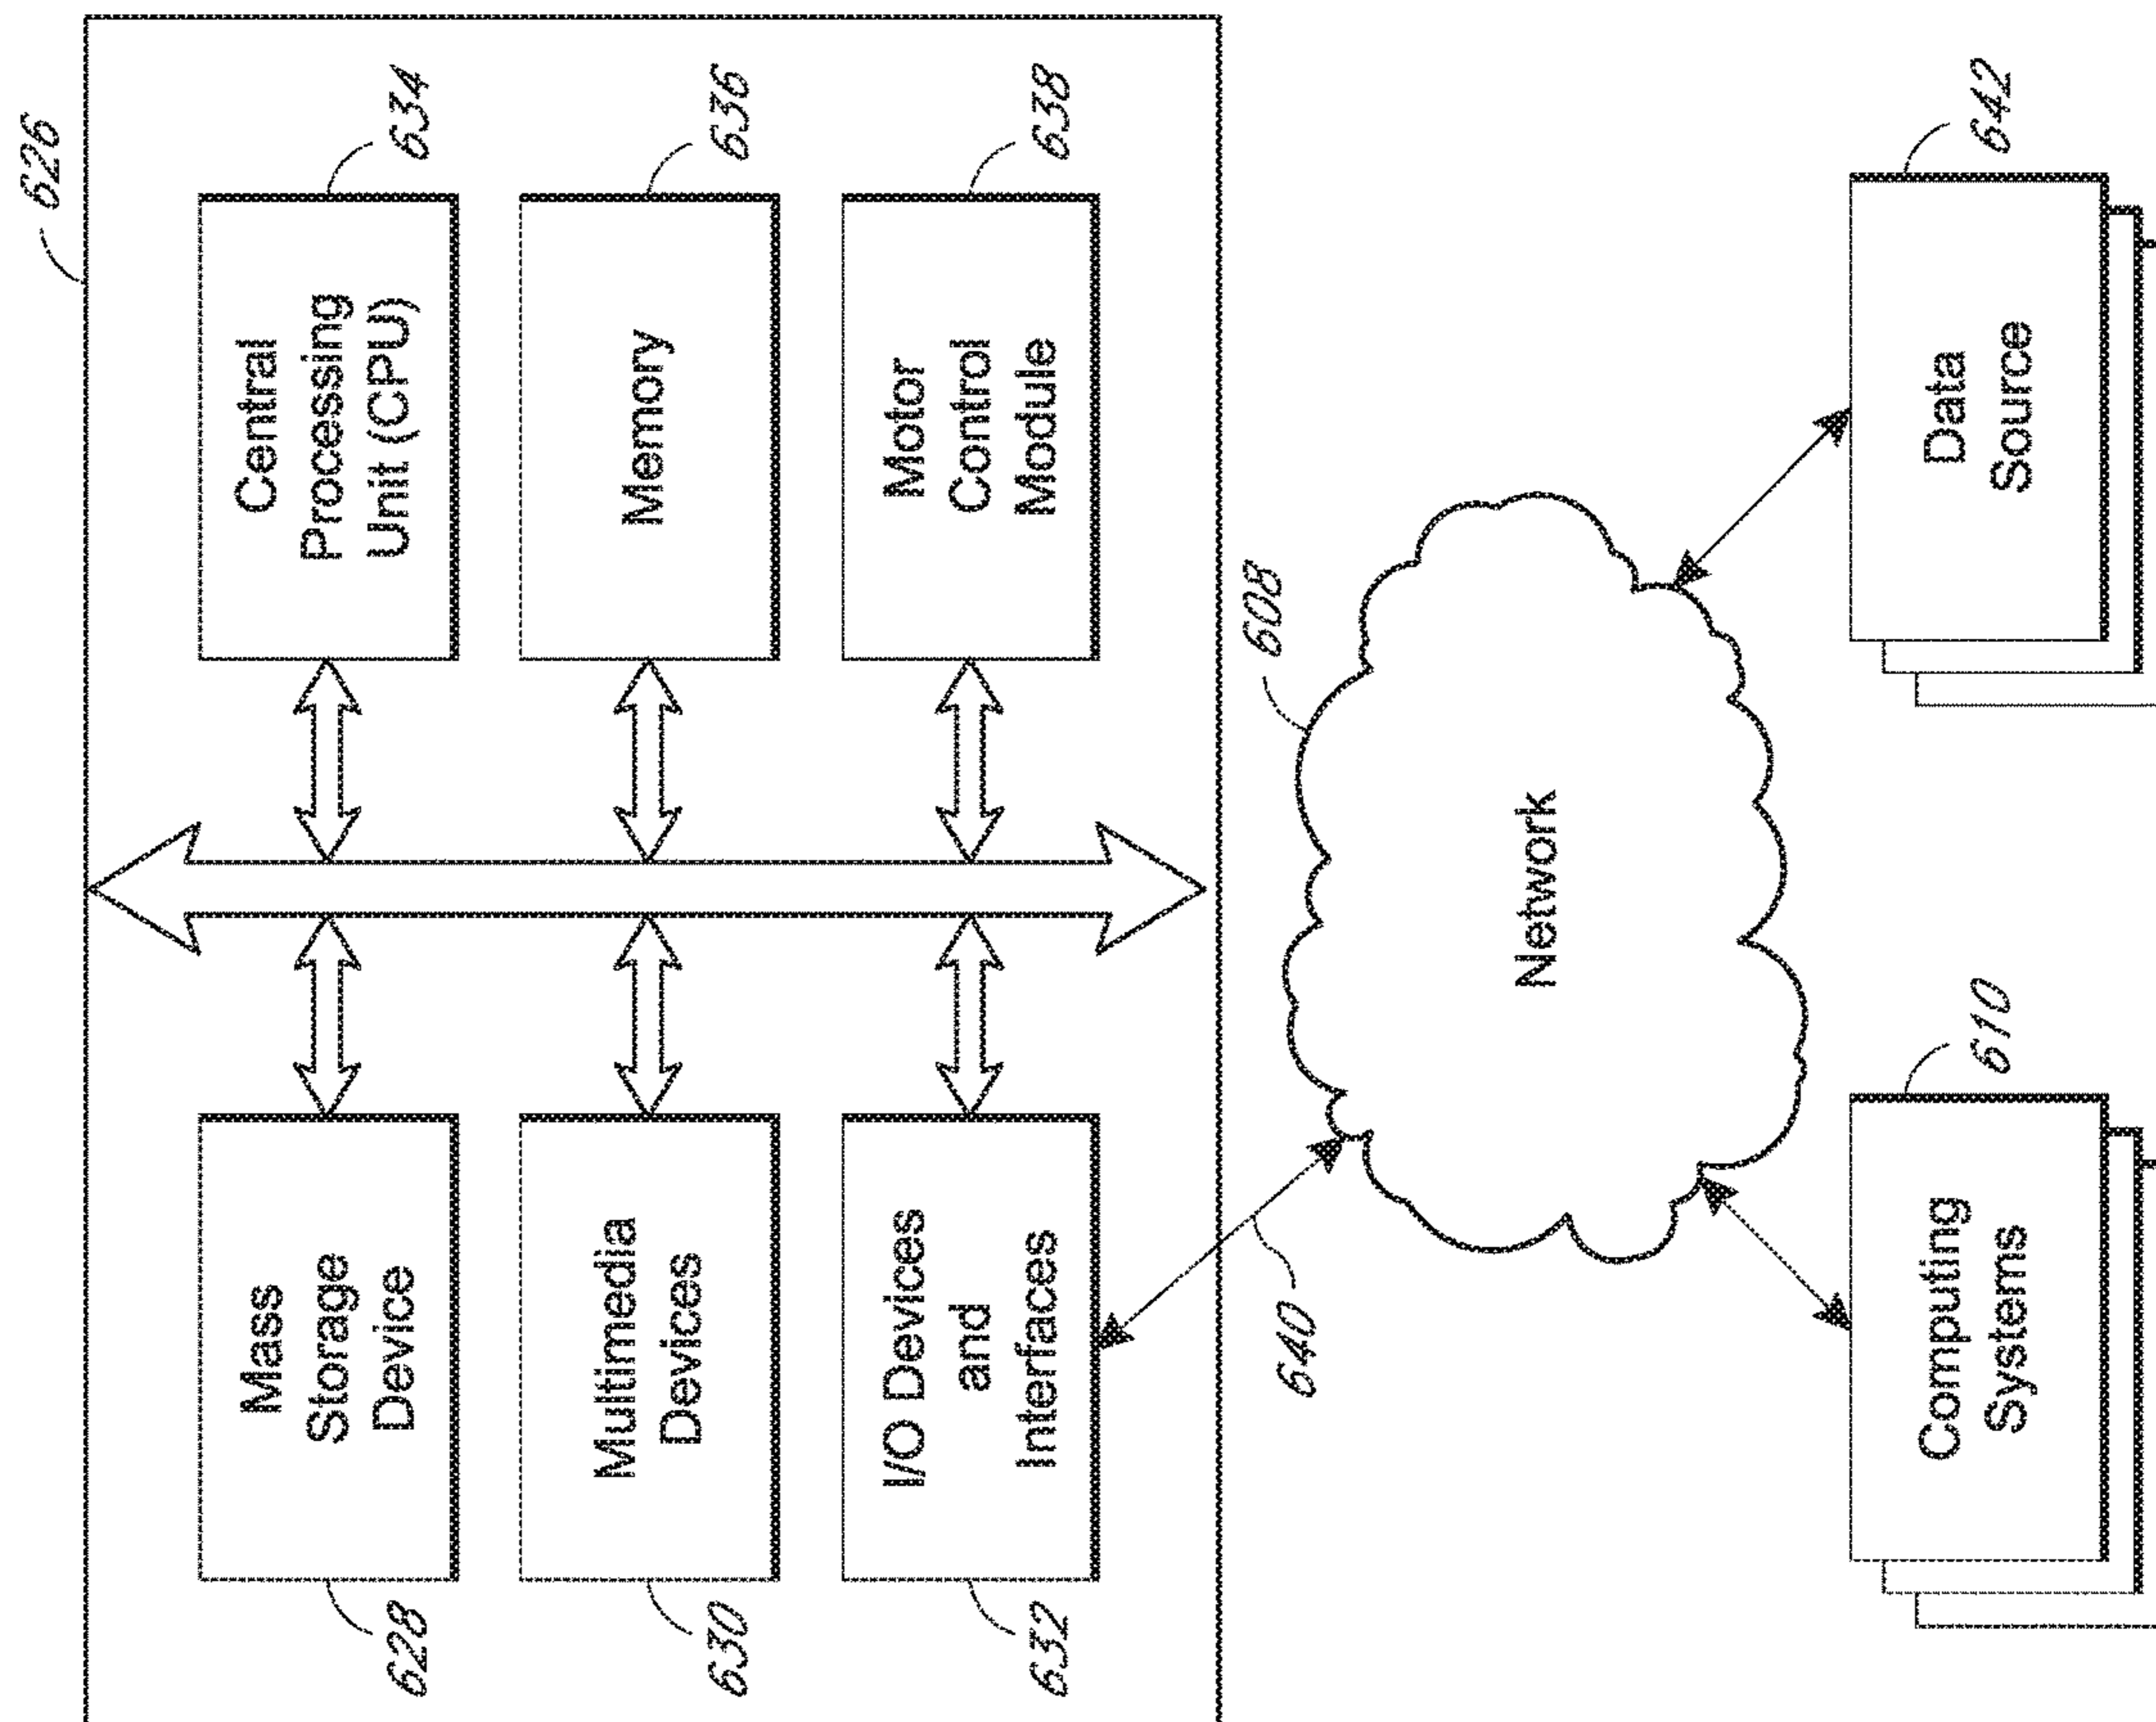 626
Mass
Storage
Device
628
Central
Processing
Unit (CPU)
634
Multimedia
Devices
630
Memory
636
I/O Devices
and
Interfaces
632
Motor
Control
Module
638
640
608
Network
Computing
Systems
610
Data
Source
642